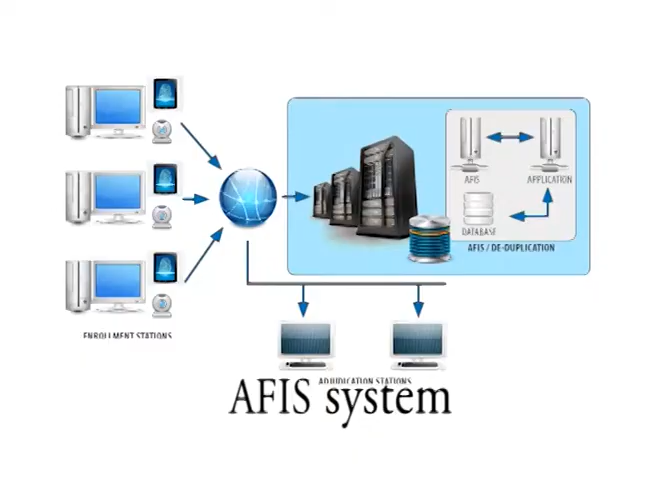 AFIS
APPLICATION
DATABASE
AFIS / DE-DUPLICATION
ENROLLMENT STATIONS
ADJUDICATION STATIONS
AFIS system